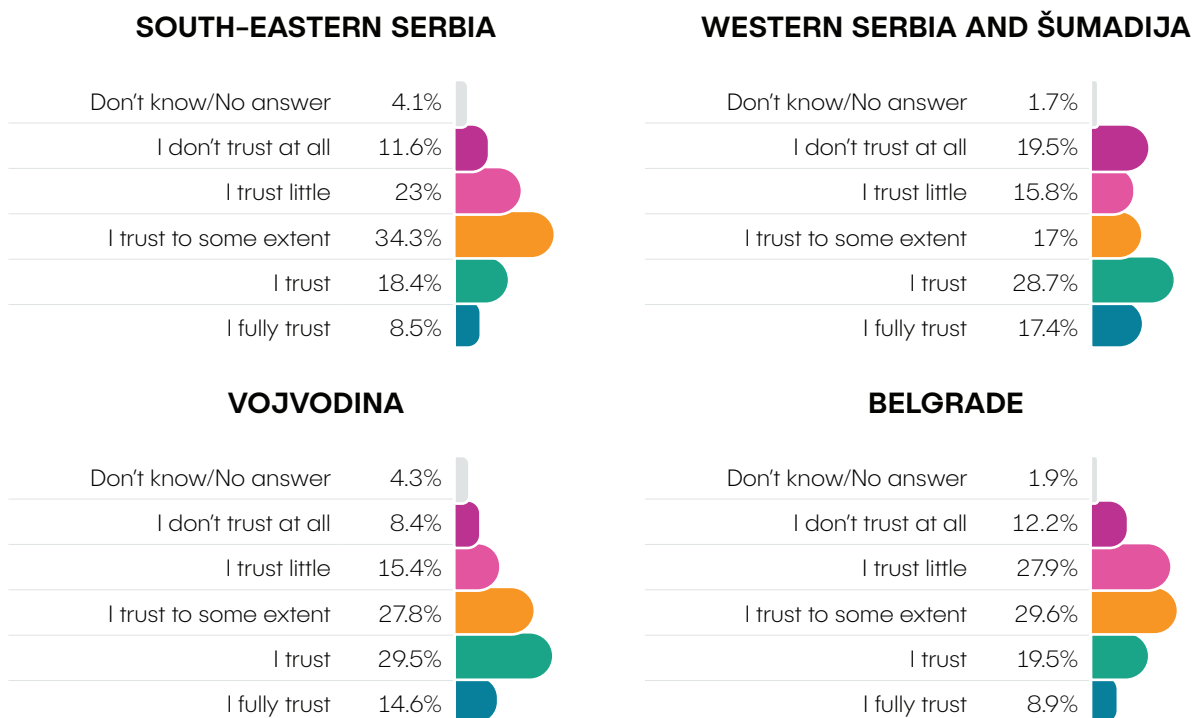 SOUTH-EASTERN SERBIA
Don't know/No answer 4.1%
I don't trust at all 11.6%
I trust little 23%
I trust to some extent 34.3%
I trust 18.4%
I fully trust 8.5%
WESTERN SERBIA AND ŠUMADIJA
Don't know/No answer 1.7%
I don't trust at all 19.5%
I trust little 15.8%
I trust to some extent 17%
I trust 28.7%
I fully trust 17.4%
VOJVODINA
Don't know/No answer 4.3%
I don't trust at all 8.4%
I trust little 15.4%
I trust to some extent 27.8%
I trust 29.5%
I fully trust 14.6%
BELGRADE
Don't know/No answer 1.9%
I don't trust at all 12.2%
I trust little 27.9%
I trust to some extent 29.6%
I trust 19.5%
I fully trust 8.9%